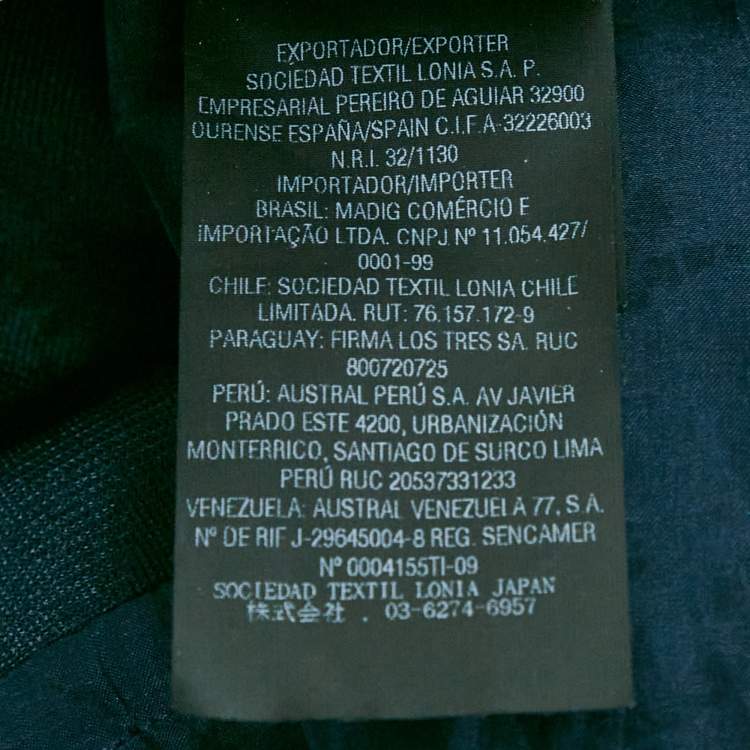 EXPORTADOR/EXPORTER
SOCIEDAD TEXTIL LONIA S.A. P.
EMPRESARIAL PEREIRO DE AGUIAR 32900
OURENSE ESPAÑA/SPAIN C.I.F. A-32226003
N.R.I. 32/1130
IMPORTADOR/IMPORTER
BRASIL: MADIG COMÉRCIO E
IMPORTAÇÃO LTDA. CNPJ Nº 11.054.427/
0001-99
CHILE: SOCIEDAD TEXTIL LONIA CHILE
LIMITADA. RUT: 76.157.172-9
PARAGUAY: FIRMA LOS TRES SA. RUC
800720725
PERÚ: AUSTRAL PERÚ S.A. AV JAVIER
PRADO ESTE 4200, URBANIZACIÓN
MONTERRICO, SANTIAGO DE SURCO LIMA
PERÚ RUC 20537331233
VENEZUELA: AUSTRAL VENEZUELA 77, S.A.
Nº DE RIF J-29645004-8 REG. SENCAMER
Nº 0004155TI-09
SOCIEDAD TEXTIL LONIA JAPAN
株式会社 . 03-6274-6957